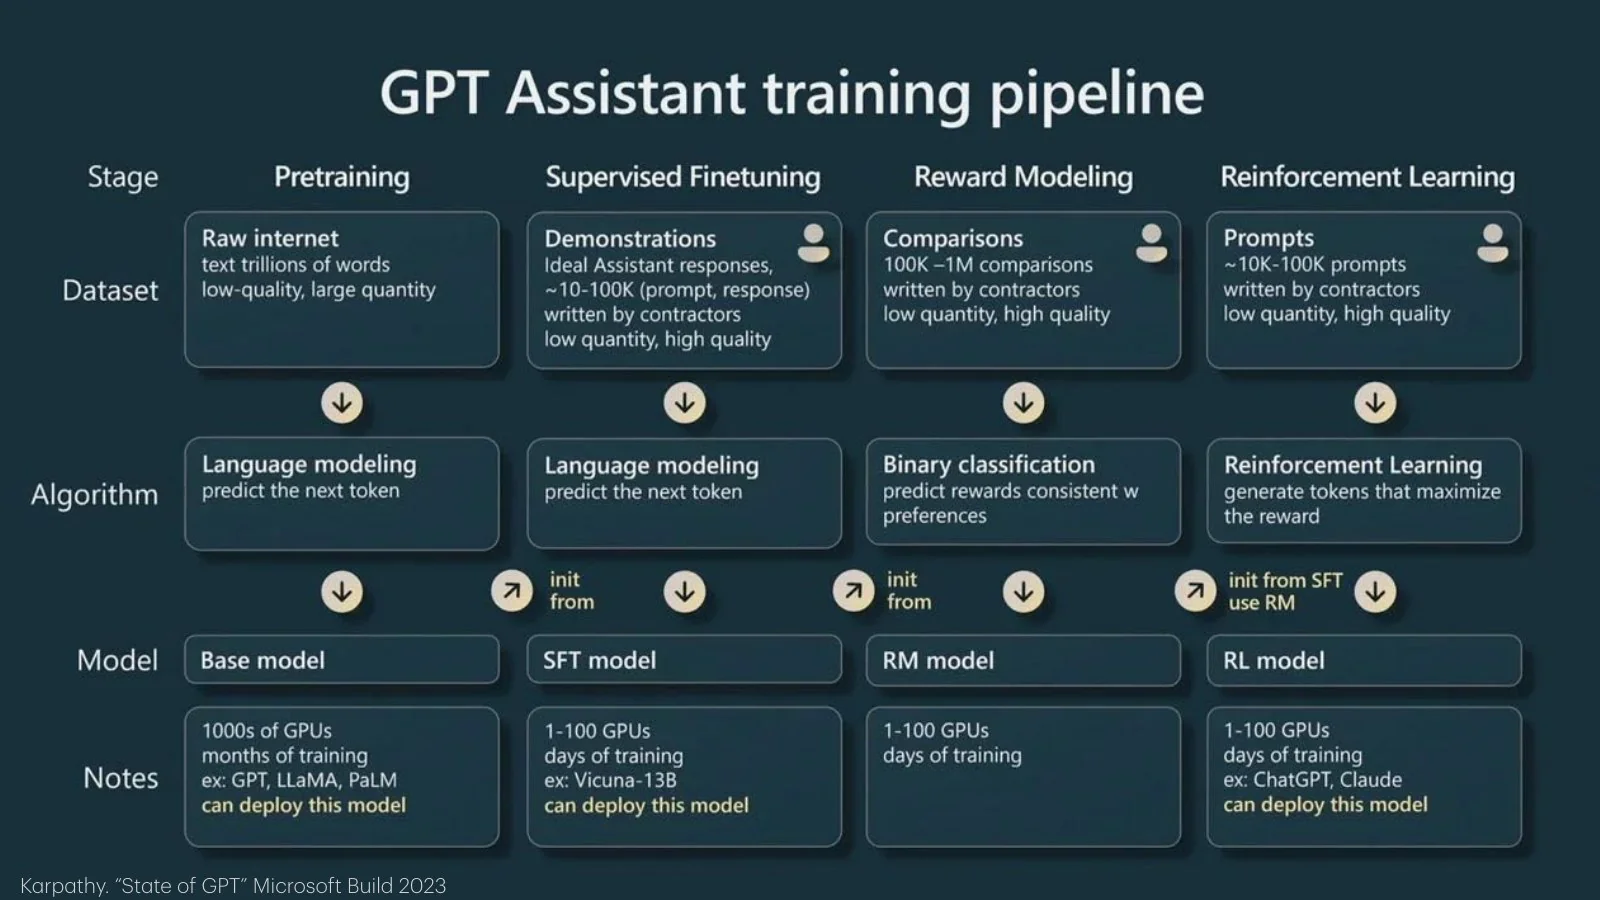 GPT Assistant training pipeline
Stage
Pretraining
Supervised Finetuning
Reward Modeling
Reinforcement Learning
Dataset
Raw internet
text trillions of words
low-quality, large quantity
Demonstrations
Ideal Assistant responses,
~10-100K (prompt, response)
written by contractors
low quantity, high quality
Comparisons
100K –1M comparisons
written by contractors
low quantity, high quality
Prompts
~10K-100K prompts
written by contractors
low quantity, high quality
Algorithm
Language modeling
predict the next token
Language modeling
predict the next token
Binary classification
predict rewards consistent w
preferences
Reinforcement Learning
generate tokens that maximize
the reward
init
from
init
from
init from SFT
use RM
Model
Base model
SFT model
RM model
RL model
Notes
1000s of GPUs
months of training
ex: GPT, LLaMA, PaLM
can deploy this model
1-100 GPUs
days of training
ex: Vicuna-13B
can deploy this model
1-100 GPUs
days of training
1-100 GPUs
days of training
ex: ChatGPT, Claude
can deploy this model
Karpathy. “State of GPT” Microsoft Build 2023